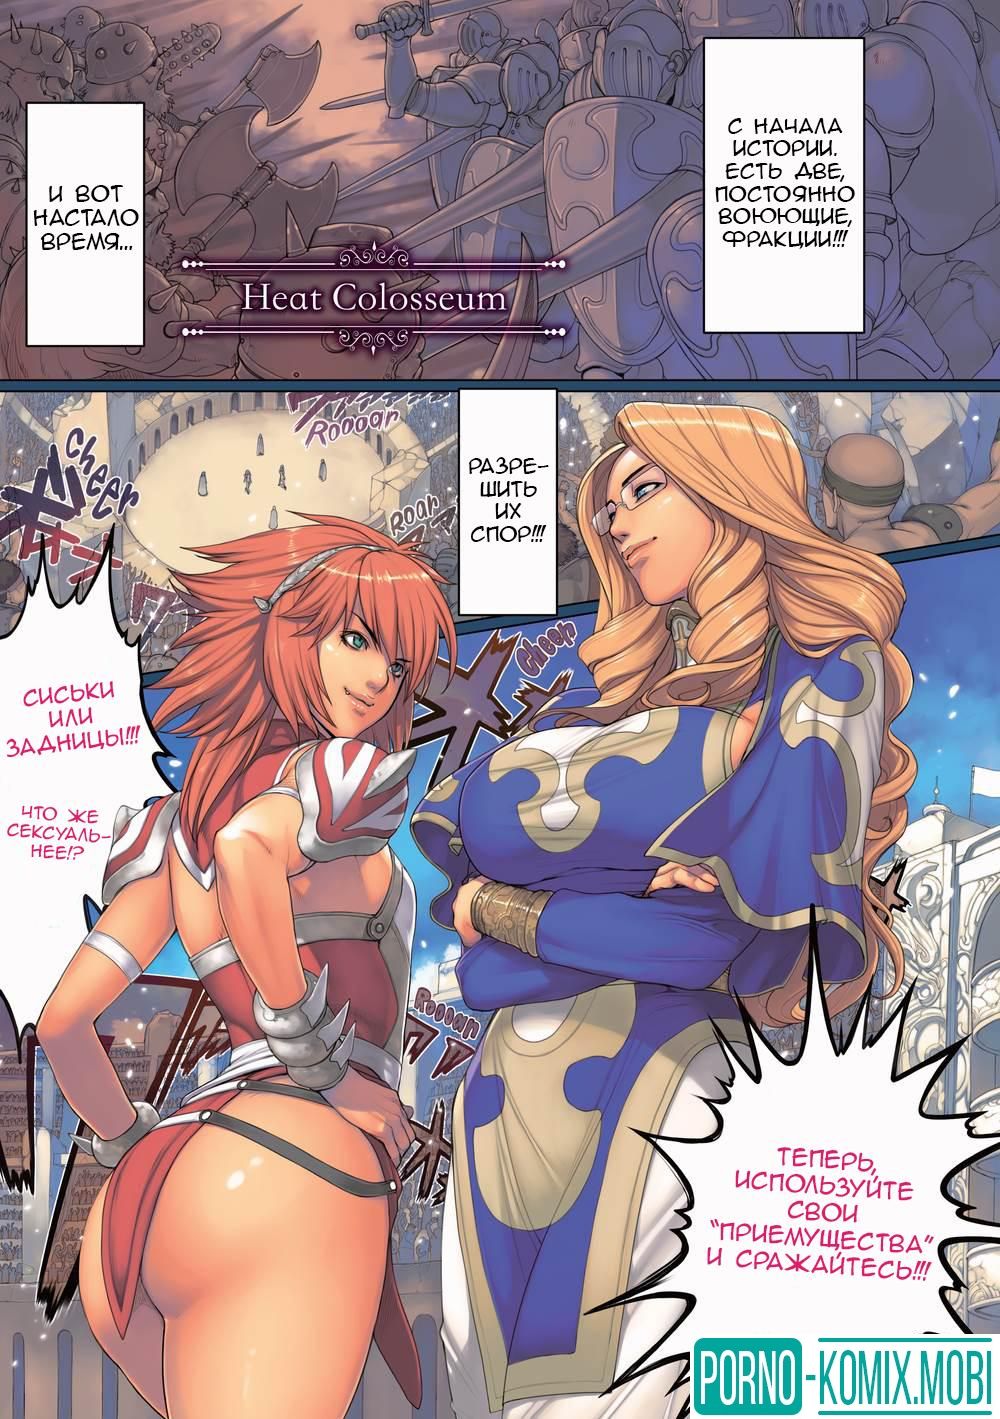 С НАЧАЛА
ИСТОРИИ.
ЕСТЬ ДВЕ,
ПОСТОЯННО
ВОЮЮЩИЕ,
ФРАКЦИИ!!!
И ВОТ
НАСТАЛО
ВРЕМЯ...
Heat Colosseum
РАЗРЕ-
ШИТЬ
ИХ
СПОР!!!
Roooar
Cheer
Roar
Cheer
СИСЬКИ ИЛИ
ЗАДНИЦЫ!!!
ЧТО ЖЕ
СЕКСУАЛЬ-
НЕЕ!?
Roooar
ТЕПЕРЬ,
ИСПОЛЬЗУЙТЕ
СВОИ
"ПРИЕМУЩЕСТВА"
И СРАЖАЙТЕСЬ!!!
PORNO-KOMIX.MOBI